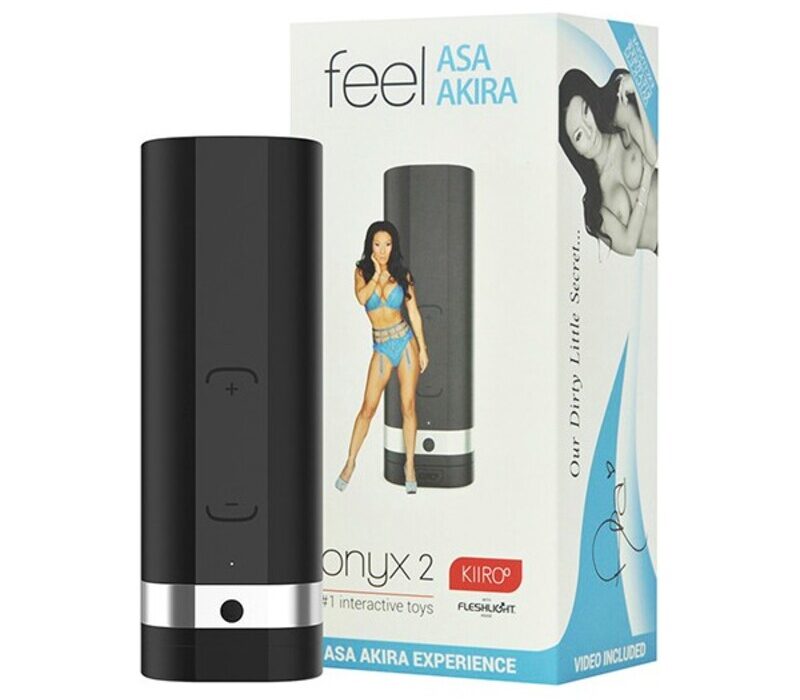 feel ASA
AKIRA
+
−
onyx 2
#1 interactive toys
KIIROO
WITH
FLESHLIGHT
ASA AKIRA EXPERIENCE
Our Dirty Little Secret...
VIDEO INCLUDED